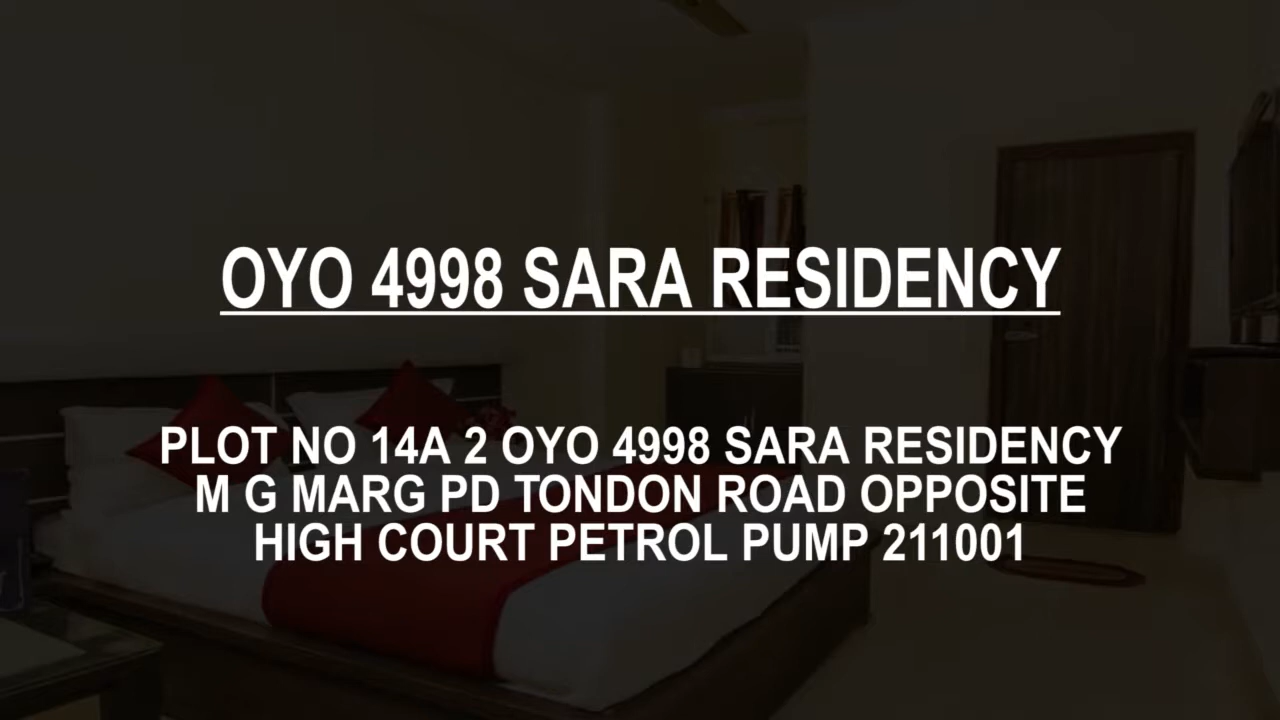 OYO 4998 SARA RESIDENCY
PLOT NO 14A 2 OYO 4998 SARA RESIDENCY
M G MARG PD TONDON ROAD OPPOSITE
HIGH COURT PETROL PUMP 211001